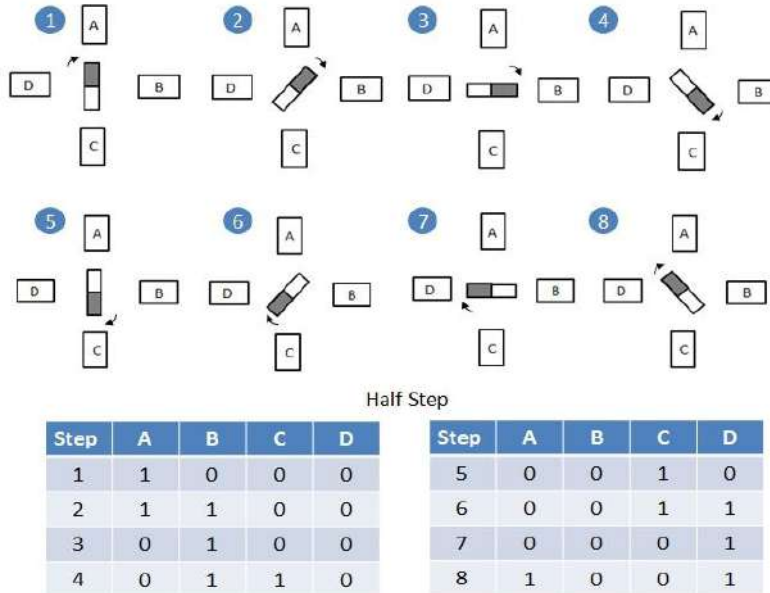 1 2 3 4
A A A A
D B D B D B D B
C C C C
5 6 7 8
A A A A
D B D B D B D B
C C C C
Half Step
Step A B C D
1 1 0 0 0
2 1 1 0 0
3 0 1 0 0
4 0 1 1 0
Step A B C D
5 0 0 1 0
6 0 0 1 1
7 0 0 0 1
8 1 0 0 1